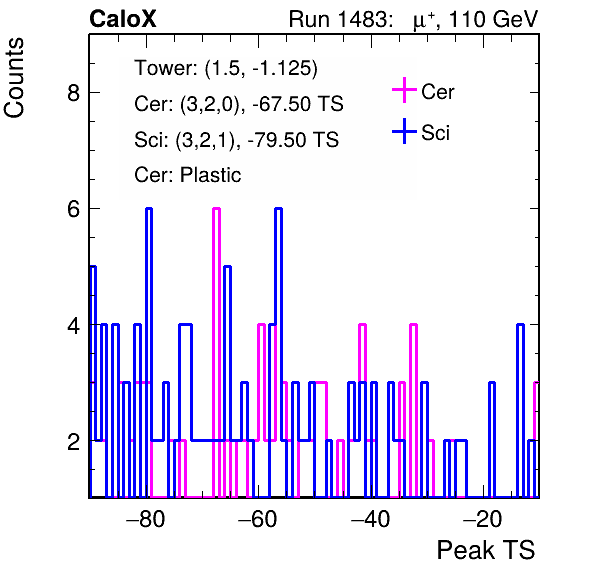 CaloX Run 1483: μ⁺, 110 GeV
Counts
Tower: (1.5, -1.125)
Cer: (3,2,0), -67.50 TS
Sci: (3,2,1), -79.50 TS
Cer: Plastic
Cer
Sci
8
6
4
2
−80 −60 −40 −20
Peak TS